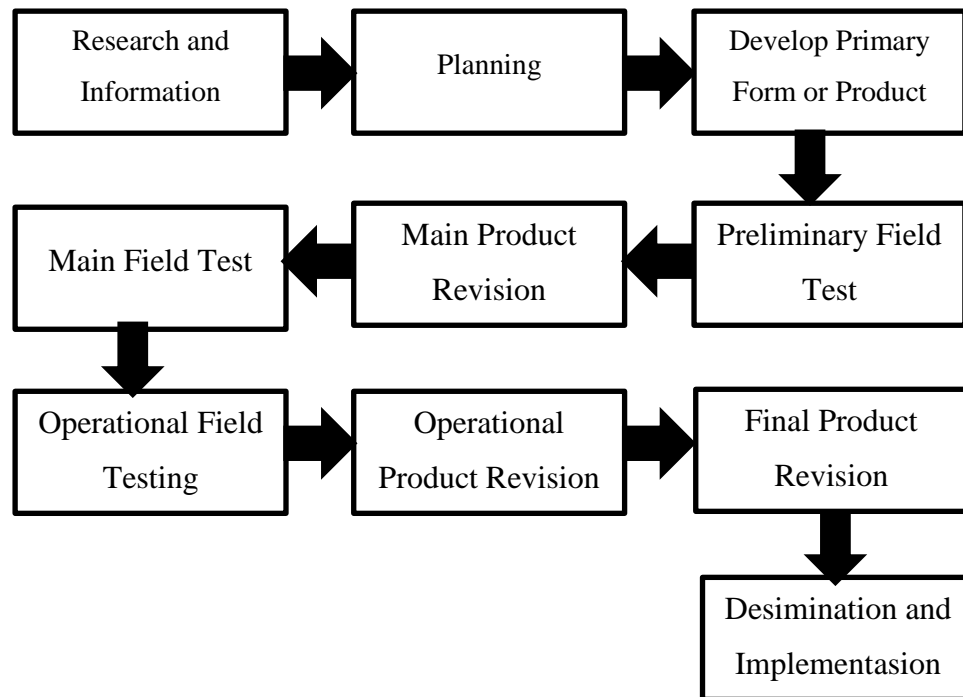 Research and
Information
Planning
Develop Primary
Form or Product
Preliminary Field
Test
Main Product
Revision
Main Field Test
Operational Field
Testing
Operational
Product Revision
Final Product
Revision
Desimination and
Implementasion